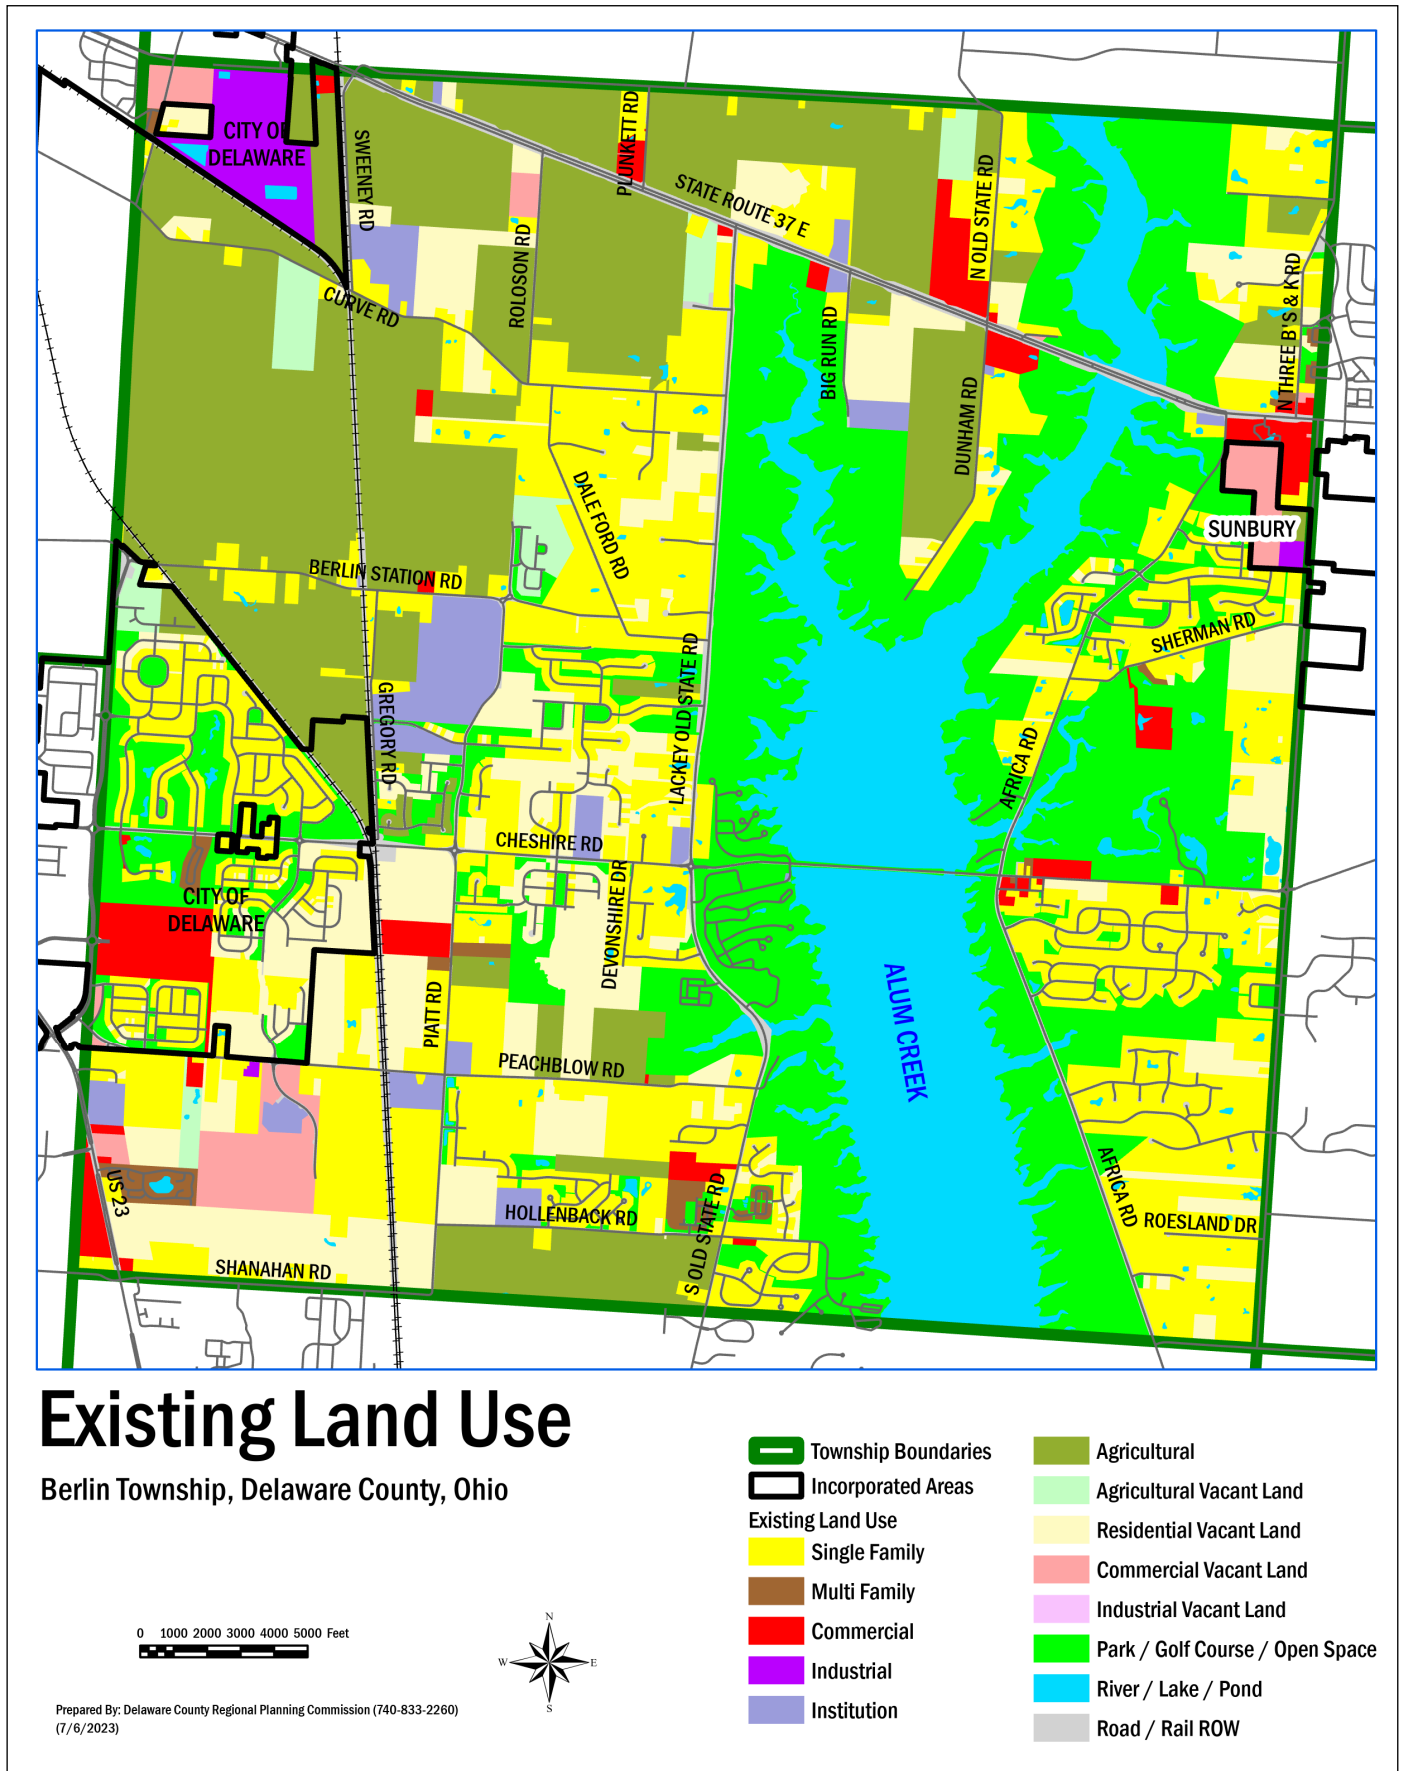 CITY OF
DELAWARE
SWEENEY RD
PLUNKETT RD
STATE ROUTE 37 E
N OLD STATE RD
ROLOSON RD
CURVE RD
BIG RUN RD
N THREE B'S & K RD
DUNHAM RD
DALE FORD RD
SUNBURY
BERLIN STATION RD
SHERMAN RD
LACKEY OLD STATE RD
GREGORY RD
AFRICA RD
CHESHIRE RD
CITY OF
DELAWARE
DEVONSHIRE DR
ALUM CREEK
PIATT RD
PEACHBLOW RD
US 23
AFRICA RD
S OLD STATE RD
HOLLENBACK RD
ROESLAND DR
SHANAHAN RD
Existing Land Use
Berlin Township, Delaware County, Ohio
0 1000 2000 3000 4000 5000 Feet
N
W E
S
Prepared By: Delaware County Regional Planning Commission (740-833-2260)
(7/6/2023)
Township Boundaries
Incorporated Areas
Existing Land Use
Single Family
Multi Family
Commercial
Industrial
Institution
Agricultural
Agricultural Vacant Land
Residential Vacant Land
Commercial Vacant Land
Industrial Vacant Land
Park / Golf Course / Open Space
River / Lake / Pond
Road / Rail ROW